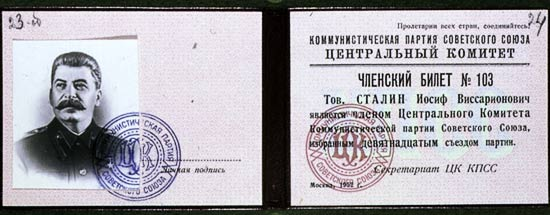 23-
КОММУНИСТИЧЕСКАЯ ПАРТИЯ
СОВЕТСКОГО СОЮЗА
ЦК
Личная подпись
24
Пролетарии всех стран, соединяйтесь!
КОММУНИСТИЧЕСКАЯ ПАРТИЯ СОВЕТСКОГО СОЮЗА
ЦЕНТРАЛЬНЫЙ КОМИТЕТ
ЧЛЕНСКИЙ БИЛЕТ № 103
Тов. СТАЛИН Иосиф Виссарионович
является членом Центрального Комитета
Коммунистической партии Советского Союза,
избранным девятнадцатым съездом партии.
Секретариат ЦК КПСС
Москва, 1952 г.
ЦК